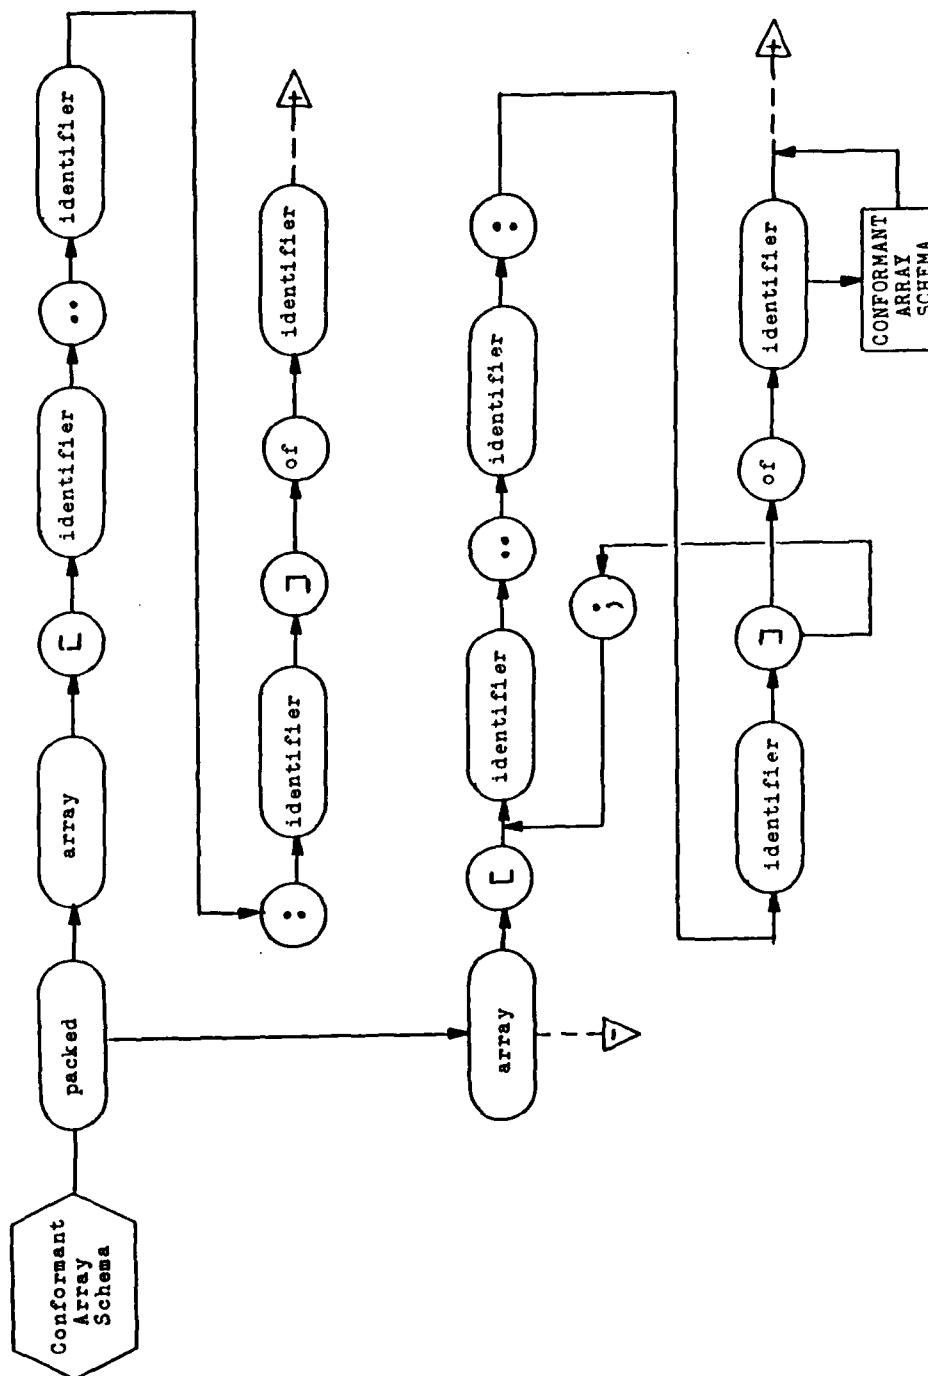 Conformant
Array
Schema
packed
array
[
identifier
..
identifier
:
identifier
]
of
identifier
+
array
-
[
identifier
..
identifier
:
;
identifier
]
of
identifier
+
CONFORMANT
ARRAY
SCHEMA